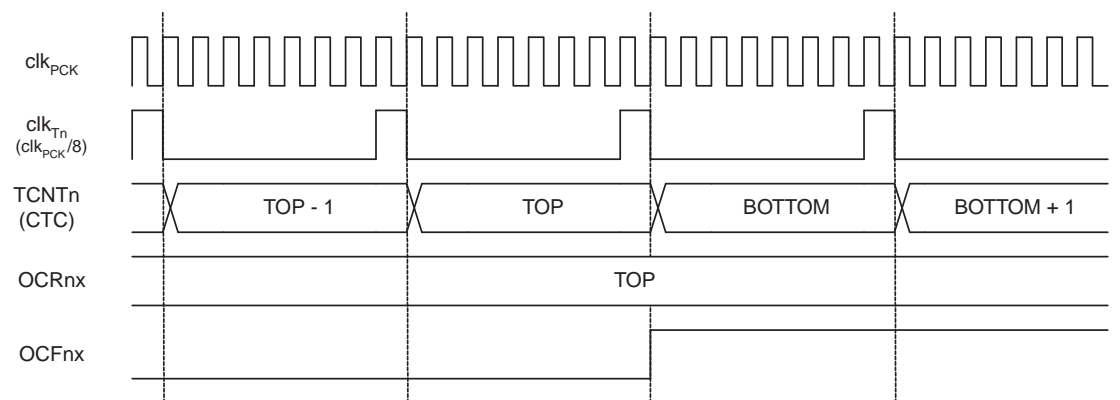 clkPCK
clkTn
(clkPCK/8)
TCNTn
(CTC)
TOP - 1
TOP
BOTTOM
BOTTOM + 1
OCRnx
TOP
OCFnx